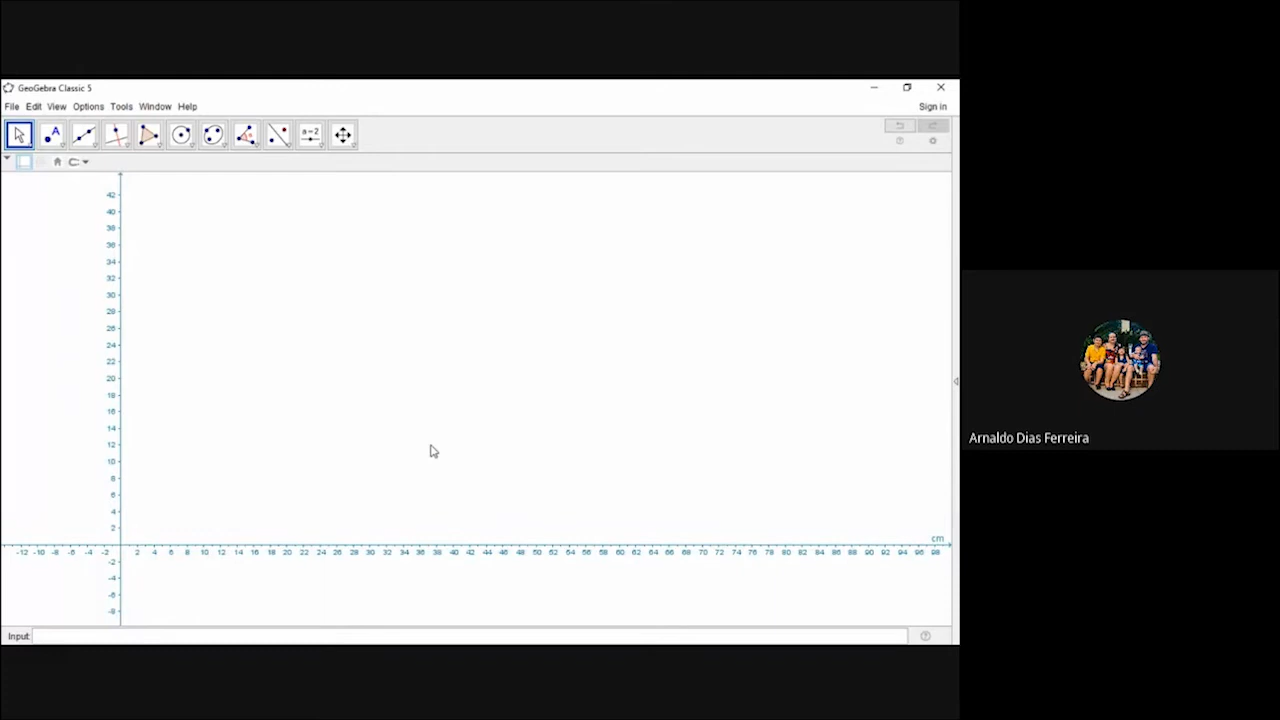 GeoGebra Classic 5
File Edit View Options Tools Window Help
Sign in
A
a=2
42
40
38
36
34
32
30
28
26
24
22
20
18
16
14
12
10
8
6
4
2
cm
-12 -10 -8 -6 -4 -2 2 4 6 8 10 12 14 16 18 20 22 24 26 28 30 32 34 36 38 40 42 44 46 48 50 52 54 56 58 60 62 64 66 68 70 72 74 76 78 80 82 84 86 88 90 92 94 96 98
-2
-4
-6
-8
Input:
Arnaldo Dias Ferreira